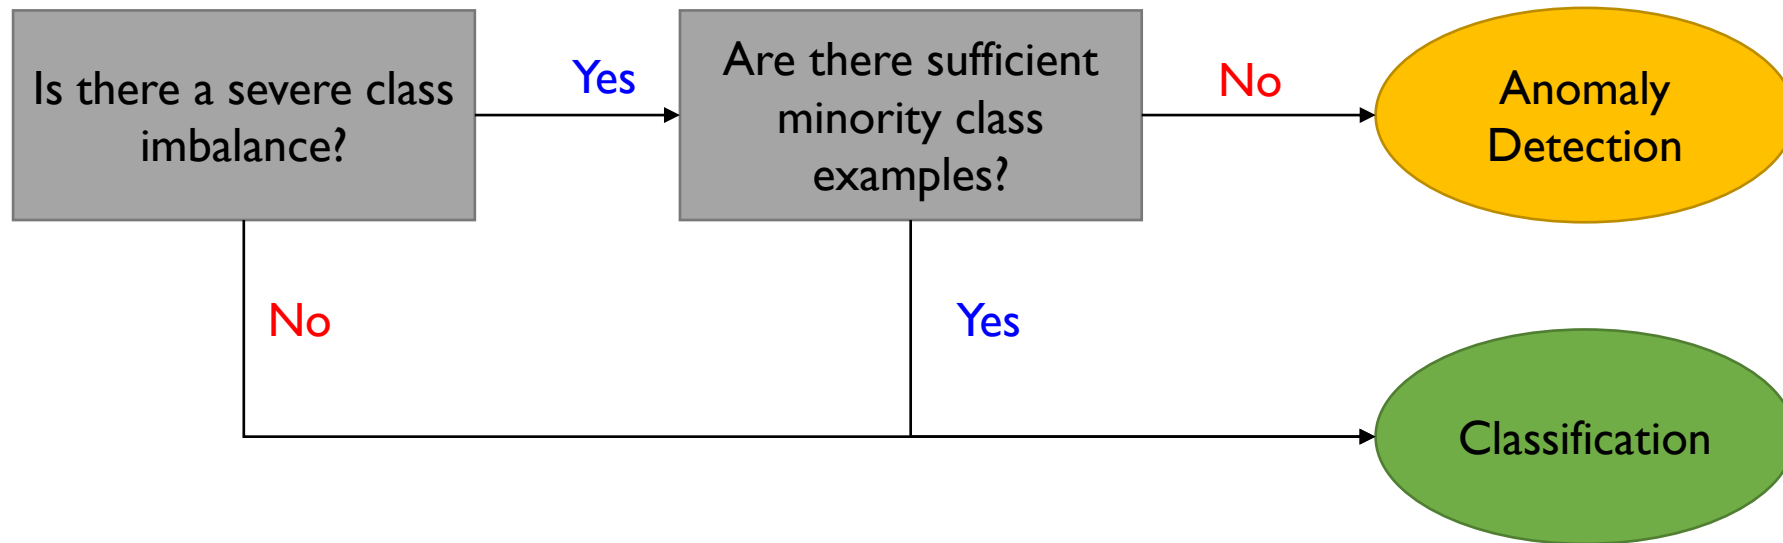 Is there a severe class
imbalance?
Yes
Are there sufficient
minority class
examples?
No
Anomaly
Detection
No
Yes
Classification